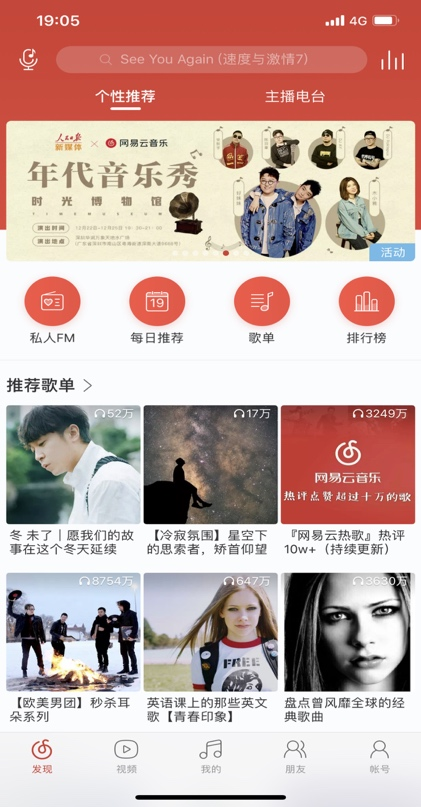 19:05
4G
See You Again (速度与激情7)
个性推荐
主播电台
人民日报
新媒体
×
网易云音乐
年代音乐秀
时光博物馆
演出时间
演出地点
活动
19
私人FM
每日推荐
歌单
排行榜
推荐歌单 >
52万
17万
3249万
网易云音乐
热评点赞超过十万的歌
冬 未了｜愿我们的故
事在这个冬天延续
【冷寂氛围】星空下
的思索者，矫首仰望
『网易云热歌』热评
10w+（持续更新）
8754万
647万
3630万
FREE
【欧美男团】秒杀耳
朵系列
英语课上的那些英文
歌【青春印象】
盘点曾风靡全球的经
典歌曲
发现
视频
我的
朋友
帐号